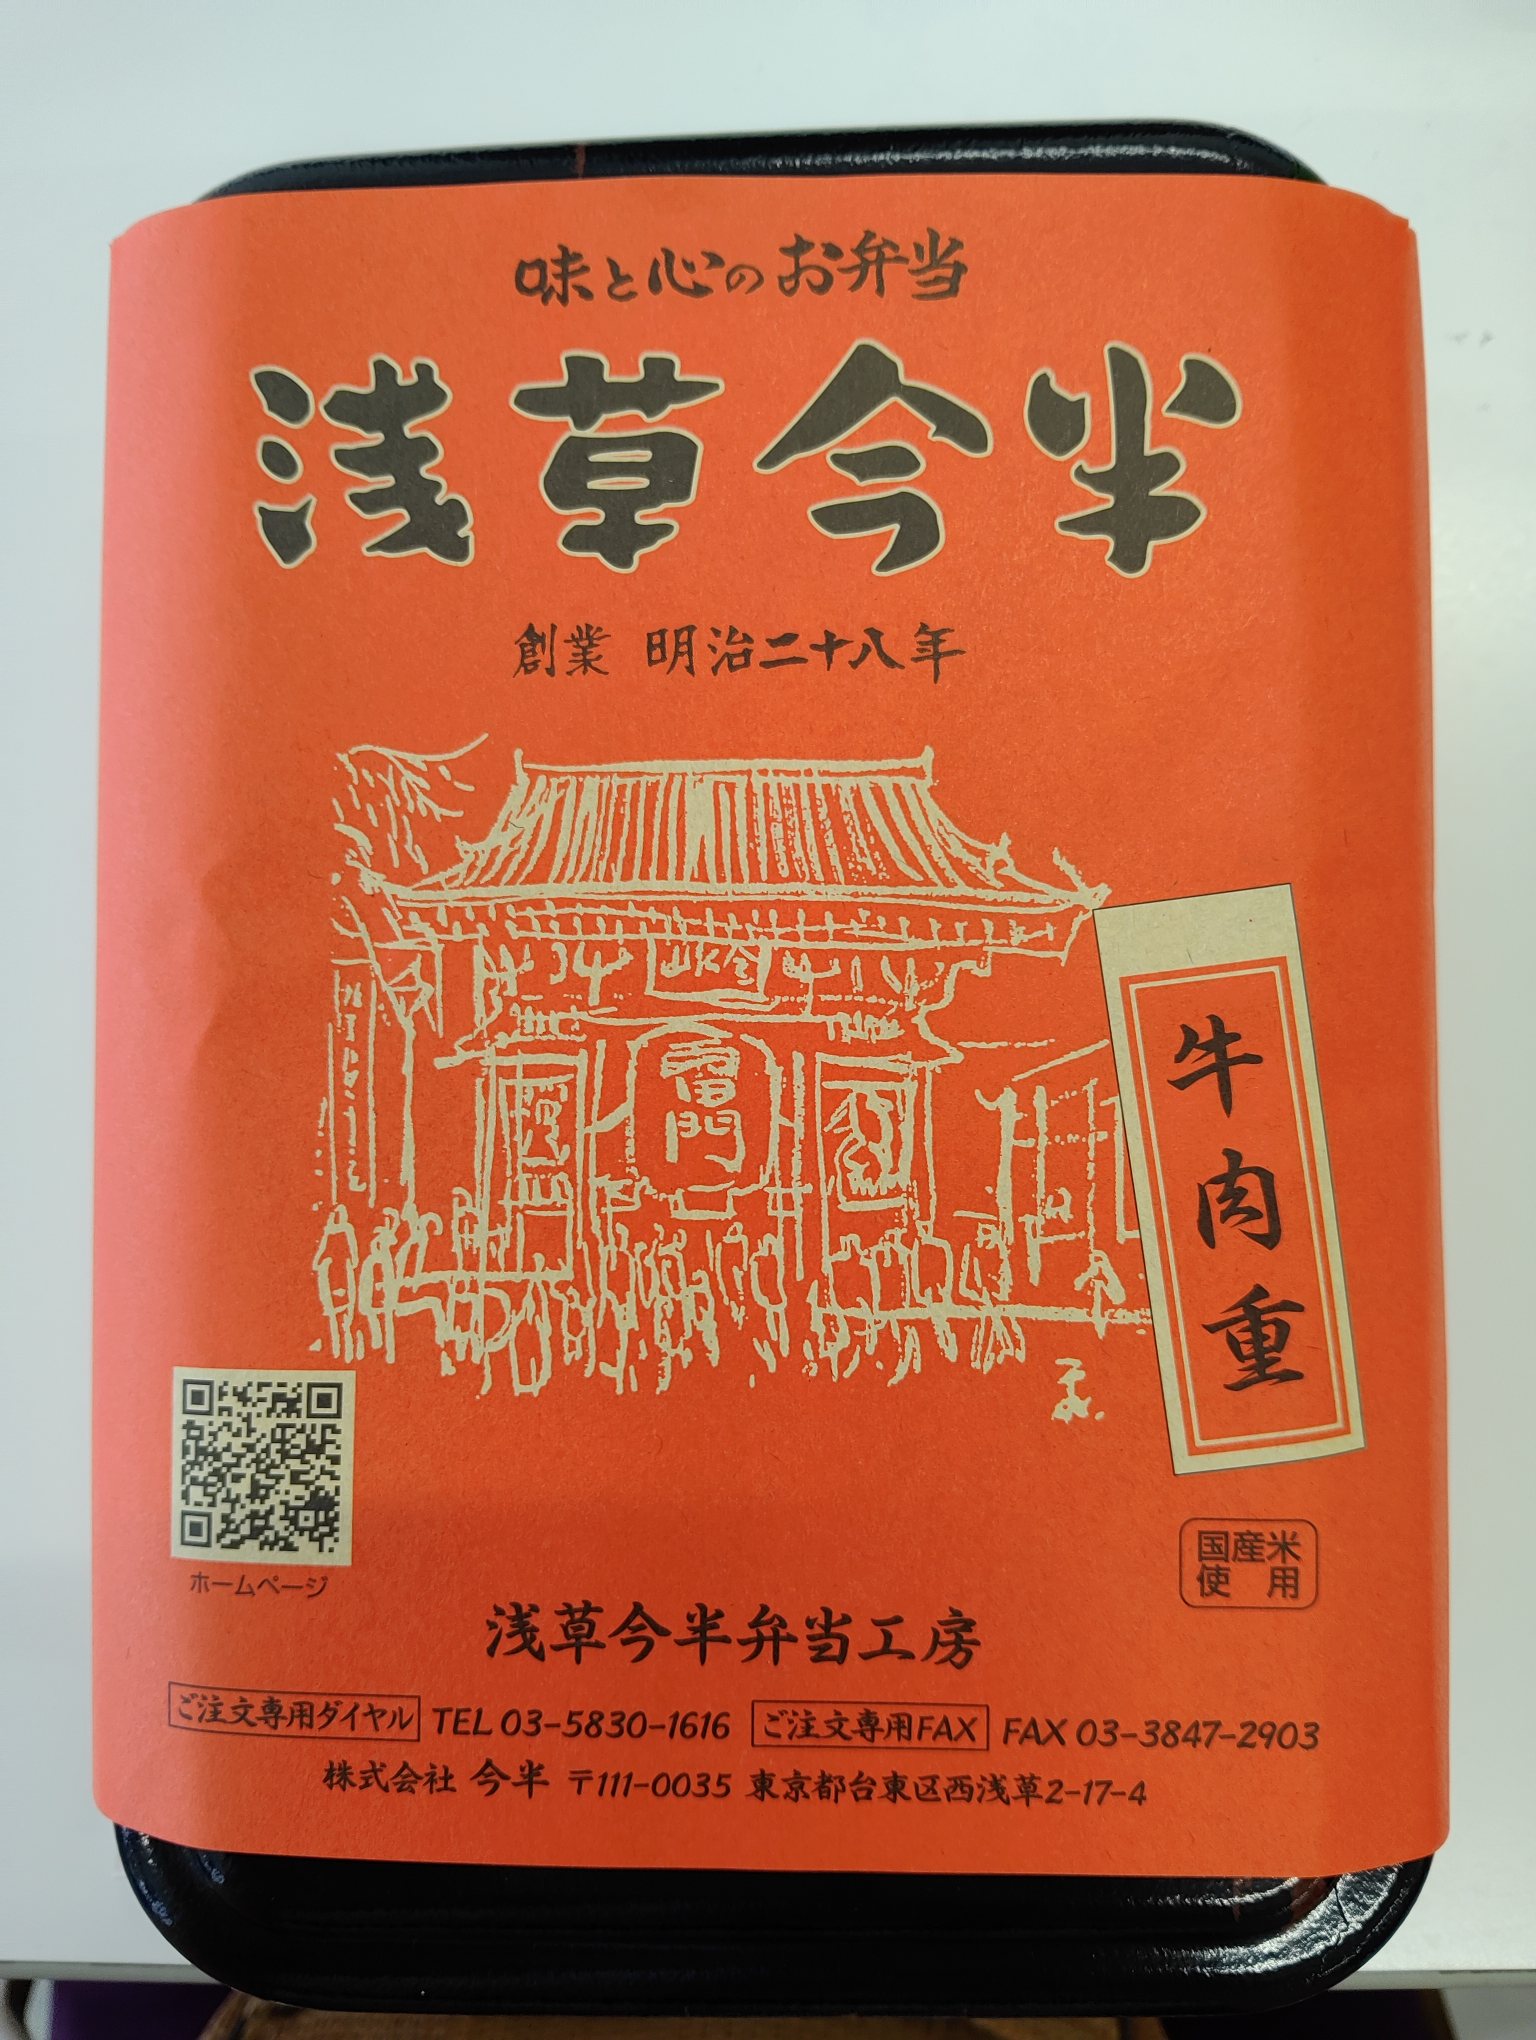 味と心のお弁当
浅草今半
創業 明治二十八年
雷門
牛肉重
国産米
使用
ホームページ
浅草今半弁当工房
ご注文専用ダイヤル TEL 03-5830-1616 ご注文専用FAX FAX 03-3847-2903
株式会社 今半 〒111-0035 東京都台東区西浅草2-17-4